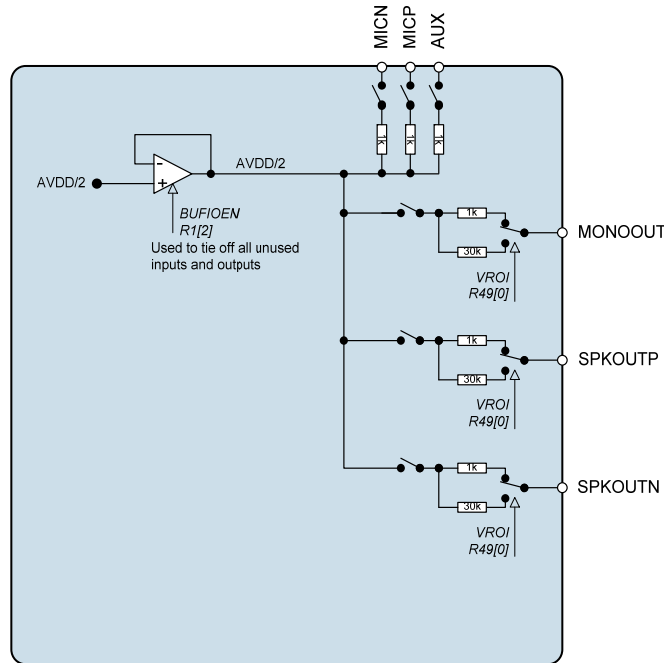 MICN
MICP
AUX
1k
1k
1k
AVDD/2
AVDD/2
-
+
BUFIOEN
R1[2]
Used to tie off all unused
inputs and outputs
1k
30k
MONOOUT
VROI
R49[0]
1k
30k
SPKOUTP
VROI
R49[0]
1k
30k
SPKOUTN
VROI
R49[0]